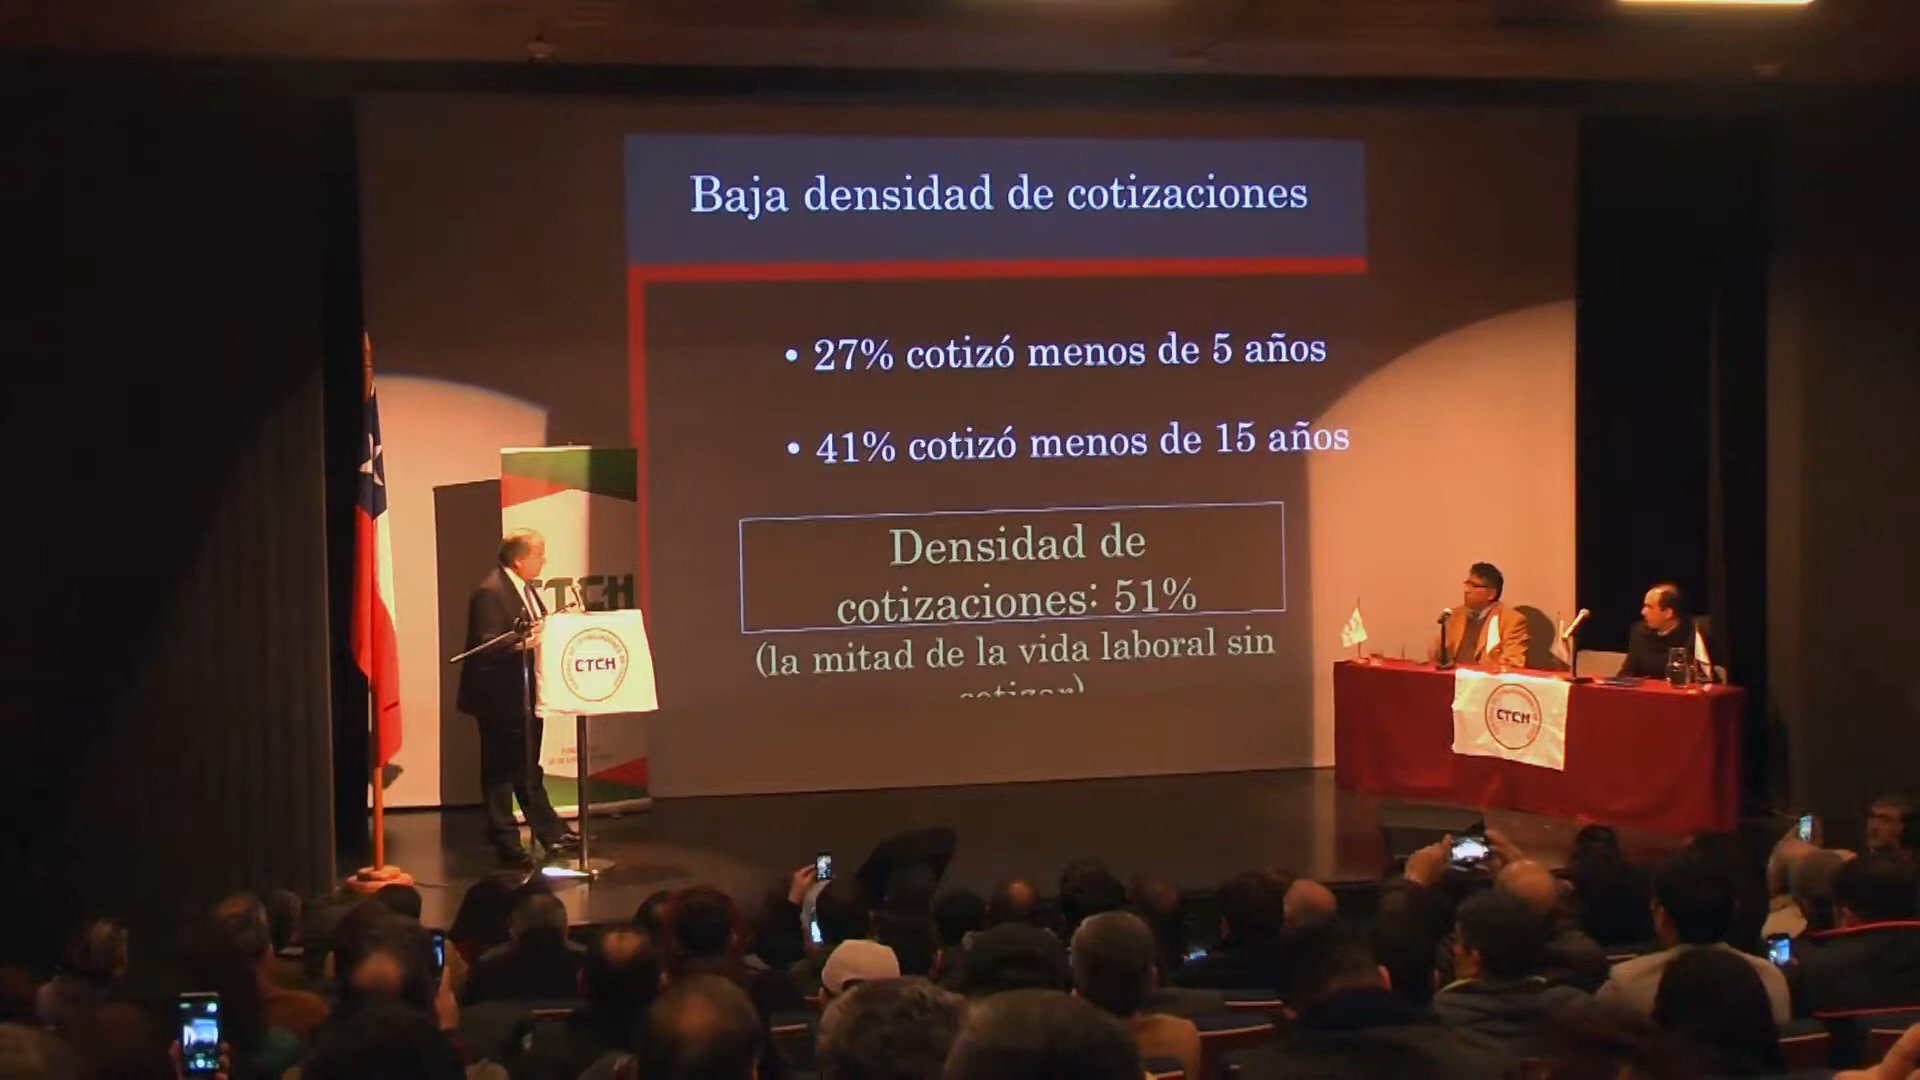 Baja densidad de cotizaciones
• 27% cotizó menos de 5 años
• 41% cotizó menos de 15 años
Densidad de
cotizaciones: 51%
(la mitad de la vida laboral sin
cotizar)
CTCH
CTCH
CTCH